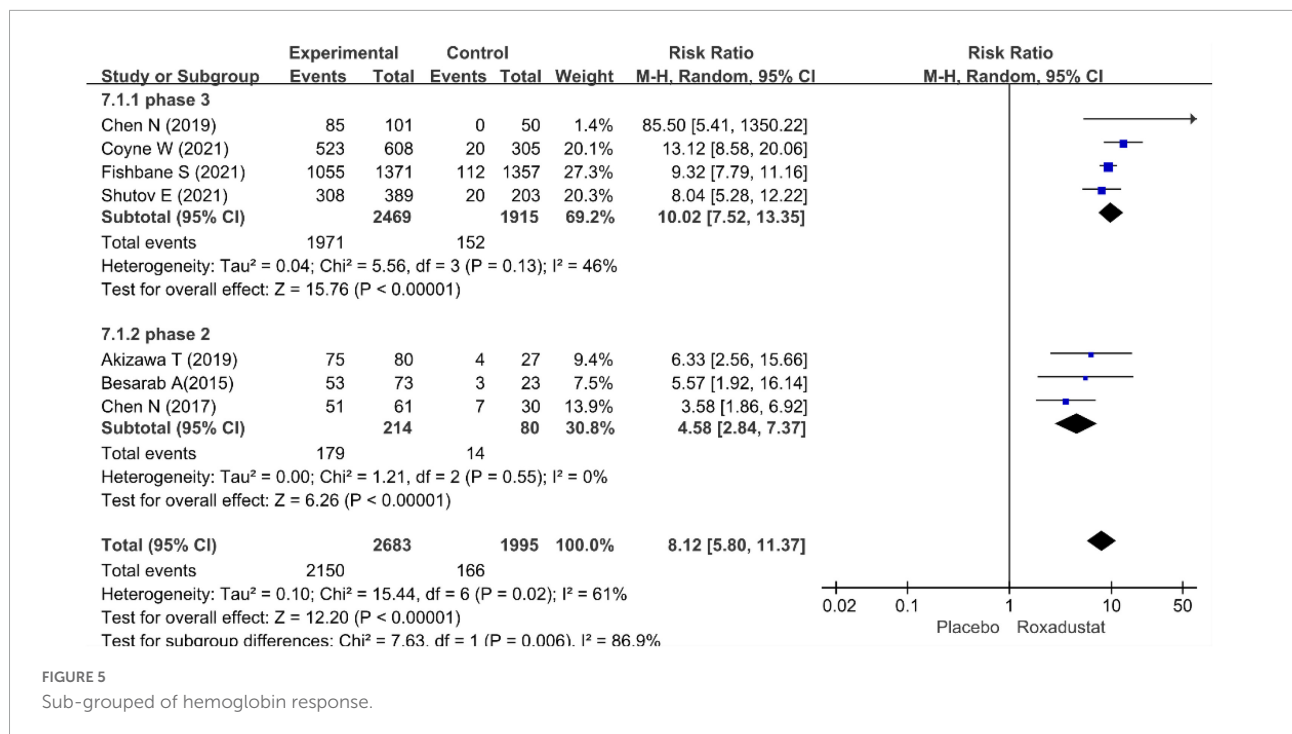 Experimental Control Risk Ratio Risk Ratio
Study or Subgroup Events Total Events Total Weight M-H, Random, 95% CI M-H, Random, 95% CI
7.1.1 phase 3
Chen N (2019) 85 101 0 50 1.4% 85.50 [5.41, 1350.22]
Coyne W (2021) 523 608 20 305 20.1% 13.12 [8.58, 20.06]
Fishbane S (2021) 1055 1371 112 1357 27.3% 9.32 [7.79, 11.16]
Shutov E (2021) 308 389 20 203 20.3% 8.04 [5.28, 12.22]
Subtotal (95% CI) 2469 1915 69.2% 10.02 [7.52, 13.35]
Total events 1971 152
Heterogeneity: Tau² = 0.04; Chi² = 5.56, df = 3 (P = 0.13); I² = 46%
Test for overall effect: Z = 15.76 (P < 0.00001)
7.1.2 phase 2
Akizawa T (2019) 75 80 4 27 9.4% 6.33 [2.56, 15.66]
Besarab A(2015) 53 73 3 23 7.5% 5.57 [1.92, 16.14]
Chen N (2017) 51 61 7 30 13.9% 3.58 [1.86, 6.92]
Subtotal (95% CI) 214 80 30.8% 4.58 [2.84, 7.37]
Total events 179 14
Heterogeneity: Tau² = 0.00; Chi² = 1.21, df = 2 (P = 0.55); I² = 0%
Test for overall effect: Z = 6.26 (P < 0.00001)
Total (95% CI) 2683 1995 100.0% 8.12 [5.80, 11.37]
Total events 2150 166
Heterogeneity: Tau² = 0.10; Chi² = 15.44, df = 6 (P = 0.02); I² = 61%
Test for overall effect: Z = 12.20 (P < 0.00001)
Test for subgroup differences: Chi² = 7.63, df = 1 (P = 0.006), I² = 86.9%
0.02 0.1 1 10 50
Placebo Roxadustat
FIGURE 5
Sub-grouped of hemoglobin response.